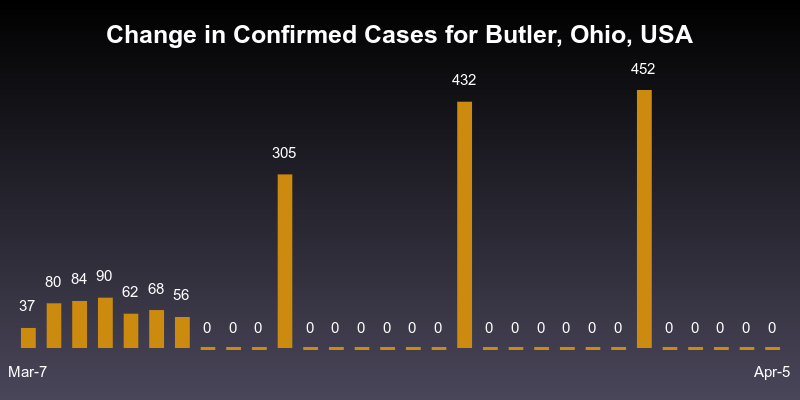 Change in Confirmed Cases for Butler, Ohio, USA
37 80 84 90 62 68 56 0 0 0 305 0 0 0 0 0 0 432 0 0 0 0 0 0 452 0 0 0 0 0
Mar-7 Apr-5